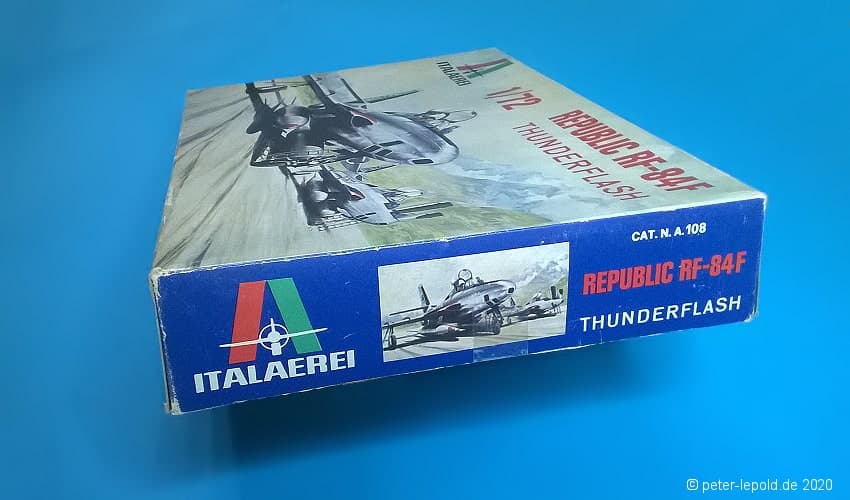 ITALAEREI
1/72
REPUBLIC RF-84F
THUNDERFLASH
CAT. N. A. 108
REPUBLIC RF-84F
THUNDERFLASH
ITALAEREI
© peter-lepold.de 2020